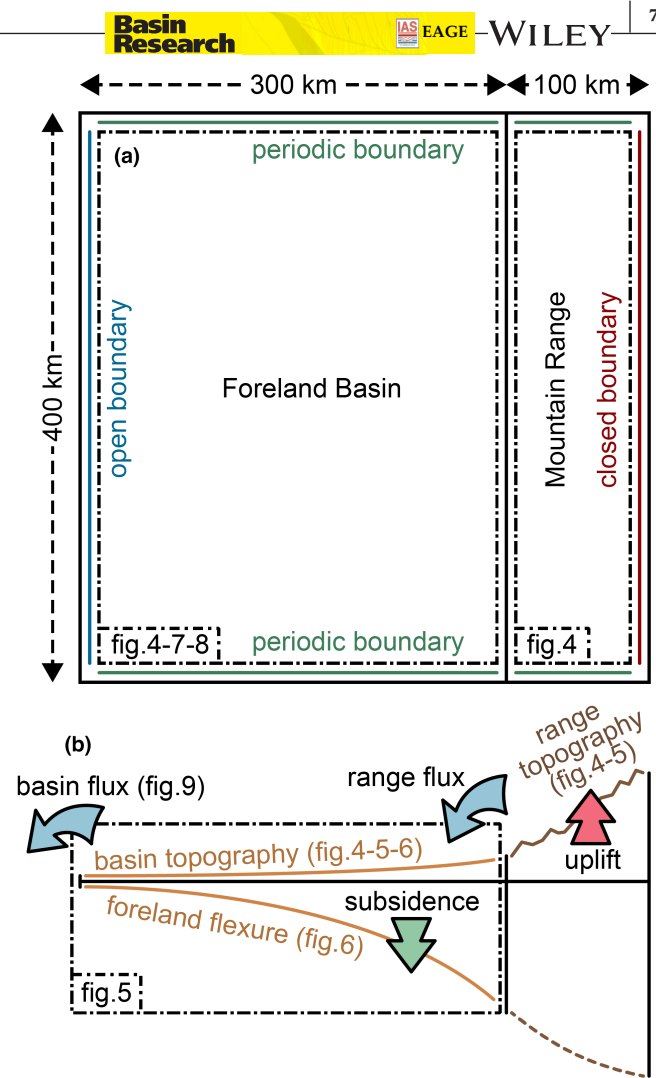 7
Basin
Research
IAS
EAGE
WILEY
300 km
100 km
(a)
periodic boundary
400 km
open boundary
Foreland Basin
Mountain Range
closed boundary
fig.4-7-8
periodic boundary
fig.4
(b)
range
topography
(fig.4-5)
basin flux (fig.9)
range flux
basin topography (fig.4-5-6)
uplift
subsidence
foreland flexure (fig.6)
fig.5